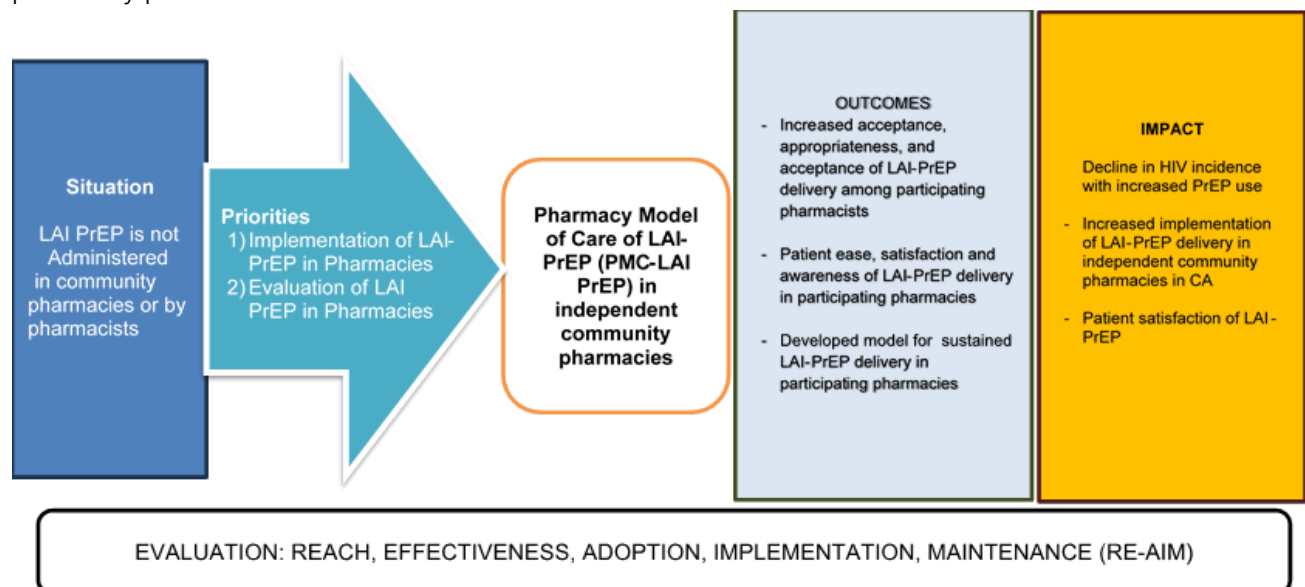 Situation
LAI PrEP is not
Administered
in community
pharmacies or by
pharmacists
Priorities
1) Implementation of LAI-
PrEP in Pharmacies
2) Evaluation of LAI
PrEP in Pharmacies
Pharmacy Model
of Care of LAI-
PrEP (PMC-LAI
PrEP) in
independent
community
pharmacies
OUTCOMES
- Increased acceptance,
appropriateness, and
acceptance of LAI-PrEP
delivery among participating
pharmacists
- Patient ease, satisfaction and
awareness of LAI-PrEP delivery
in participating pharmacies
- Developed model for sustained
LAI-PrEP delivery in
participating pharmacies
IMPACT
Decline in HIV incidence
with increased PrEP use
- Increased implementation
of LAI-PrEP delivery in
independent community
pharmacies in CA
- Patient satisfaction of LAI-
PrEP
EVALUATION: REACH, EFFECTIVENESS, ADOPTION, IMPLEMENTATION, MAINTENANCE (RE-AIM)